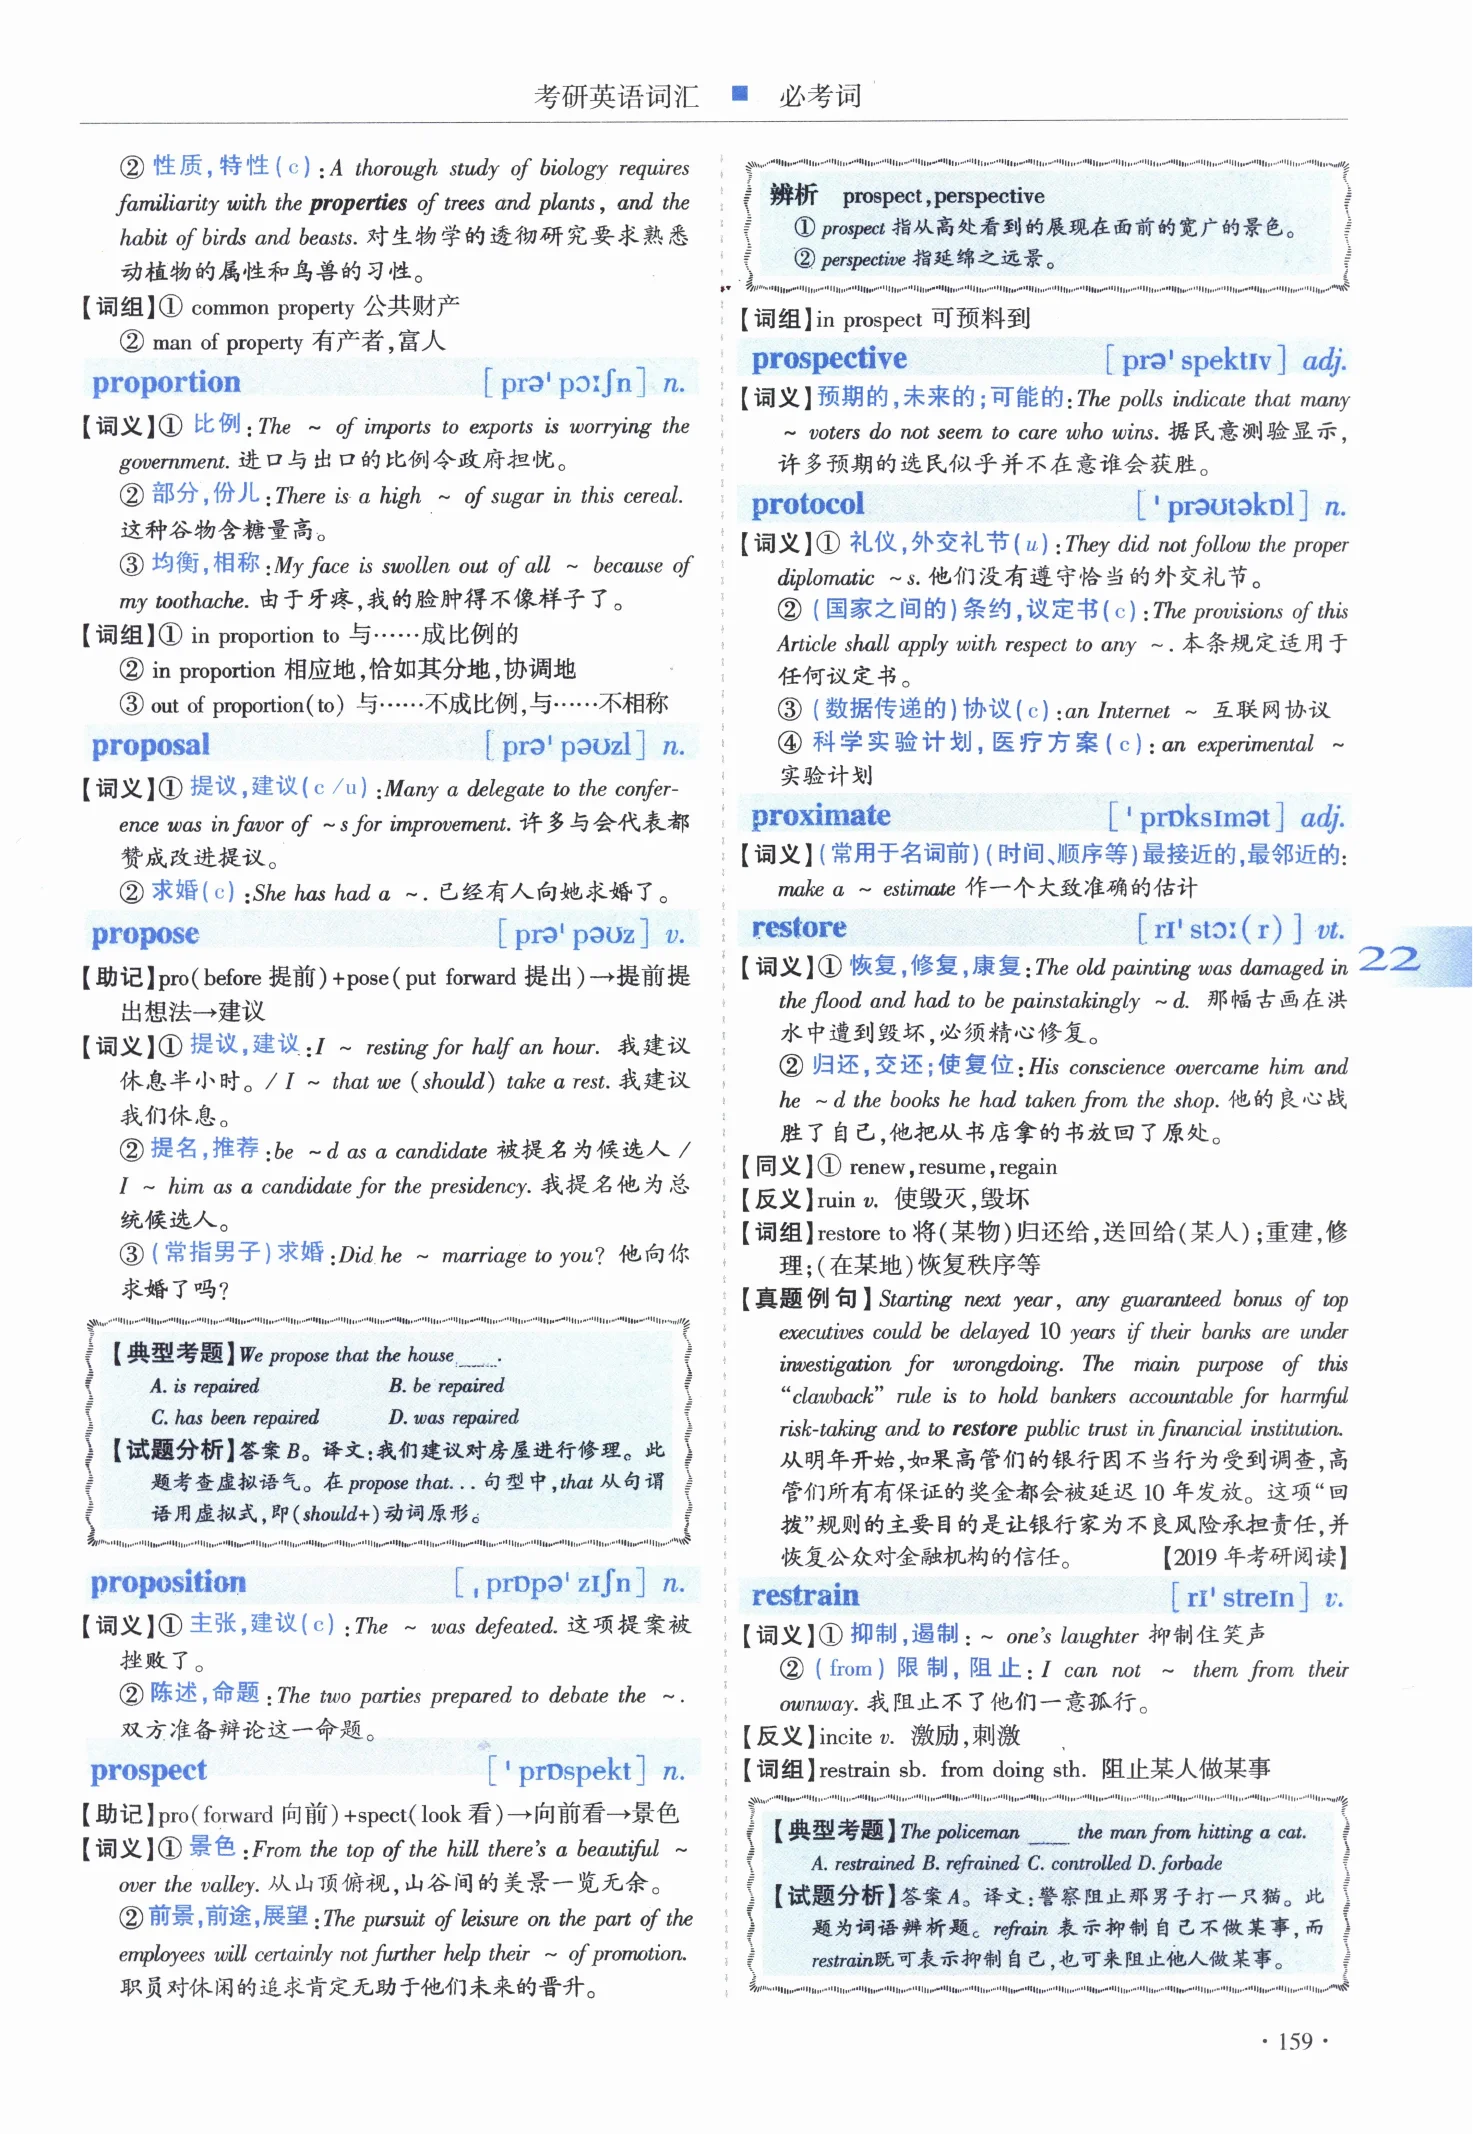 考研英语词汇 ■ 必考词
② 性质,特性(c):A thorough study of biology requires
familiarity with the properties of trees and plants, and the
habit of birds and beasts. 对生物学的透彻研究要求熟悉
动植物的属性和鸟兽的习性。
【词组】① common property 公共财产
② man of property 有产者,富人
proportion [prə'pɔːʃn] n.
【词义】① 比例:The ~ of imports to exports is worrying the
government. 进口与出口的比例令政府担忧。
② 部分,份儿:There is a high ~ of sugar in this cereal.
这种谷物含糖量高。
③ 均衡,相称:My face is swollen out of all ~ because of
my toothache. 由于牙疼,我的脸肿得不像样子了。
【词组】① in proportion to 与……成比例的
② in proportion 相应地,恰如其分地,协调地
③ out of proportion(to) 与……不成比例,与……不相称
proposal [prə'pəʊzl] n.
【词义】① 提议,建议(c/u):Many a delegate to the confer-
ence was in favor of ~s for improvement. 许多与会代表都
赞成改进提议。
② 求婚(c):She has had a ~. 已经有人向她求婚了。
propose [prə'pəʊz] v.
【助记】pro(before 提前)+pose(put forward 提出)→提前提
出想法→建议
【词义】① 提议,建议:I ~ resting for half an hour. 我建议
休息半小时。/ I ~ that we (should) take a rest. 我建议
我们休息。
② 提名,推荐:be ~d as a candidate 被提名为候选人/
I ~ him as a candidate for the presidency. 我提名他为总
统候选人。
③ (常指男子)求婚:Did he ~ marriage to you? 他向你
求婚了吗?
【典型考题】We propose that the house ____.
A. is repaired B. be repaired
C. has been repaired D. was repaired
【试题分析】答案 B。译文:我们建议对房屋进行修理。此
题考查虚拟语气。在 propose that... 句型中,that 从句谓
语用虚拟式,即(should+)动词原形。
proposition [ˌprɒpə'zɪʃn] n.
【词义】① 主张,建议(c):The ~ was defeated. 这项提案被
挫败了。
② 陈述,命题:The two parties prepared to debate the ~.
双方准备辩论这一命题。
prospect ['prɒspekt] n.
【助记】pro(forward 向前)+spect(look 看)→向前看→景色
【词义】① 景色:From the top of the hill there's a beautiful ~
over the valley. 从山顶俯视,山谷间的美景一览无余。
② 前景,前途,展望:The pursuit of leisure on the part of the
employees will certainly not further help their ~ of promotion.
职员对休闲的追求肯定无助于他们未来的晋升。
辨析 prospect,perspective
① prospect 指从高处看到的展现在面前的宽广的景色。
② perspective 指延绵之远景。
【词组】in prospect 可预料到
prospective [prə'spektɪv] adj.
【词义】预期的,未来的;可能的:The polls indicate that many
~ voters do not seem to care who wins. 据民意测验显示,
许多预期的选民似乎并不在意谁会获胜。
protocol ['prəʊtəkɒl] n.
【词义】① 礼仪,外交礼节(u):They did not follow the proper
diplomatic ~s. 他们没有遵守恰当的外交礼节。
② (国家之间的)条约,议定书(c):The provisions of this
Article shall apply with respect to any ~. 本条规定适用于
任何议定书。
③ (数据传递的)协议(c):an Internet ~ 互联网协议
④ 科学实验计划,医疗方案(c):an experimental ~
实验计划
proximate ['prɒksɪmət] adj.
【词义】(常用于名词前)(时间、顺序等)最接近的,最邻近的:
make a ~ estimate 作一个大致准确的估计
restore [rɪ'stɔː(r)] vt.
【词义】① 恢复,修复,康复:The old painting was damaged in
the flood and had to be painstakingly ~d. 那幅古画在洪
水中遭到毁坏,必须精心修复。
② 归还,交还;使复位:His conscience overcame him and
he ~d the books he had taken from the shop. 他的良心战
胜了自己,他把从书店拿的书放回了原处。
【同义】① renew,resume,regain
【反义】ruin v. 使毁灭,毁坏
【词组】restore to 将(某物)归还给,送回给(某人);重建,修
理;(在某地)恢复秩序等
【真题例句】Starting next year, any guaranteed bonus of top
executives could be delayed 10 years if their banks are under
investigation for wrongdoing. The main purpose of this
“clawback” rule is to hold bankers accountable for harmful
risk-taking and to restore public trust in financial institution.
从明年开始,如果高管们的银行因不当行为受到调查,高
管们所有有保证的奖金都会被延迟 10 年发放。这项“回
拨”规则的主要目的是让银行家为不良风险承担责任,并
恢复公众对金融机构的信任。 【2019 年考研阅读】
restrain [rɪ'streɪn] v.
【词义】① 抑制,遏制:~ one's laughter 抑制住笑声
② (from) 限制,阻止:I can not ~ them from their
ownway. 我阻止不了他们一意孤行。
【反义】incite v. 激励,刺激
【词组】restrain sb. from doing sth. 阻止某人做某事
【典型考题】The policeman ____ the man from hitting a cat.
A. restrained B. refrained C. controlled D. forbade
【试题分析】答案 A。译文:警察阻止那男子打一只猫。此
题为词语辨析题。refrain 表示抑制自己不做某事,而
restrain既可表示抑制自己,也可来阻止他人做某事。
22
· 159 ·